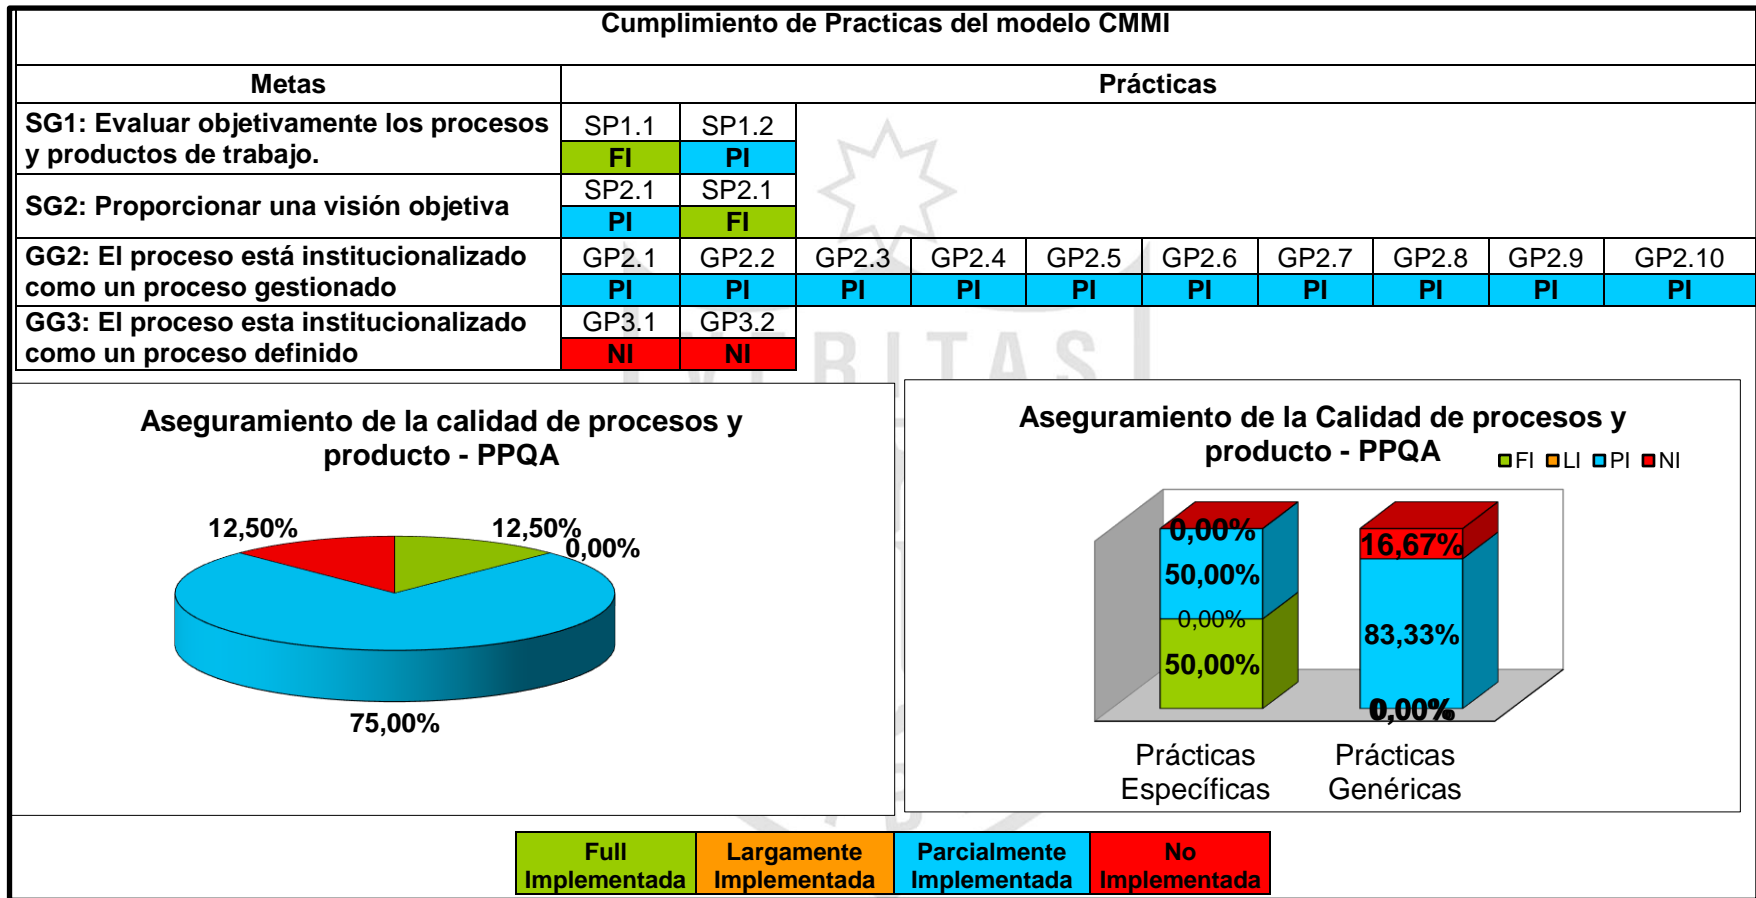 Cumplimiento de Practicas del modelo CMMI
Metas
Prácticas
SG1: Evaluar objetivamente los procesos
y productos de trabajo.
SP1.1 SP1.2
FI PI
SG2: Proporcionar una visión objetiva
SP2.1 SP2.1
PI FI
GG2: El proceso está institucionalizado
como un proceso gestionado
GP2.1 GP2.2 GP2.3 GP2.4 GP2.5 GP2.6 GP2.7 GP2.8 GP2.9 GP2.10
PI PI PI PI PI PI PI PI PI PI
GG3: El proceso esta institucionalizado
como un proceso definido
GP3.1 GP3.2
NI NI
Aseguramiento de la calidad de procesos y
producto - PPQA
12,50%
12,50%
0,00%
75,00%
Aseguramiento de la Calidad de procesos y
producto - PPQA
FI LI PI NI
0,00%
50,00%
0,00%
50,00%
16,67%
83,33%
0,00%
Prácticas
Específicas
Prácticas
Genéricas
Full
Implementada
Largamente
Implementada
Parcialmente
Implementada
No
Implementada